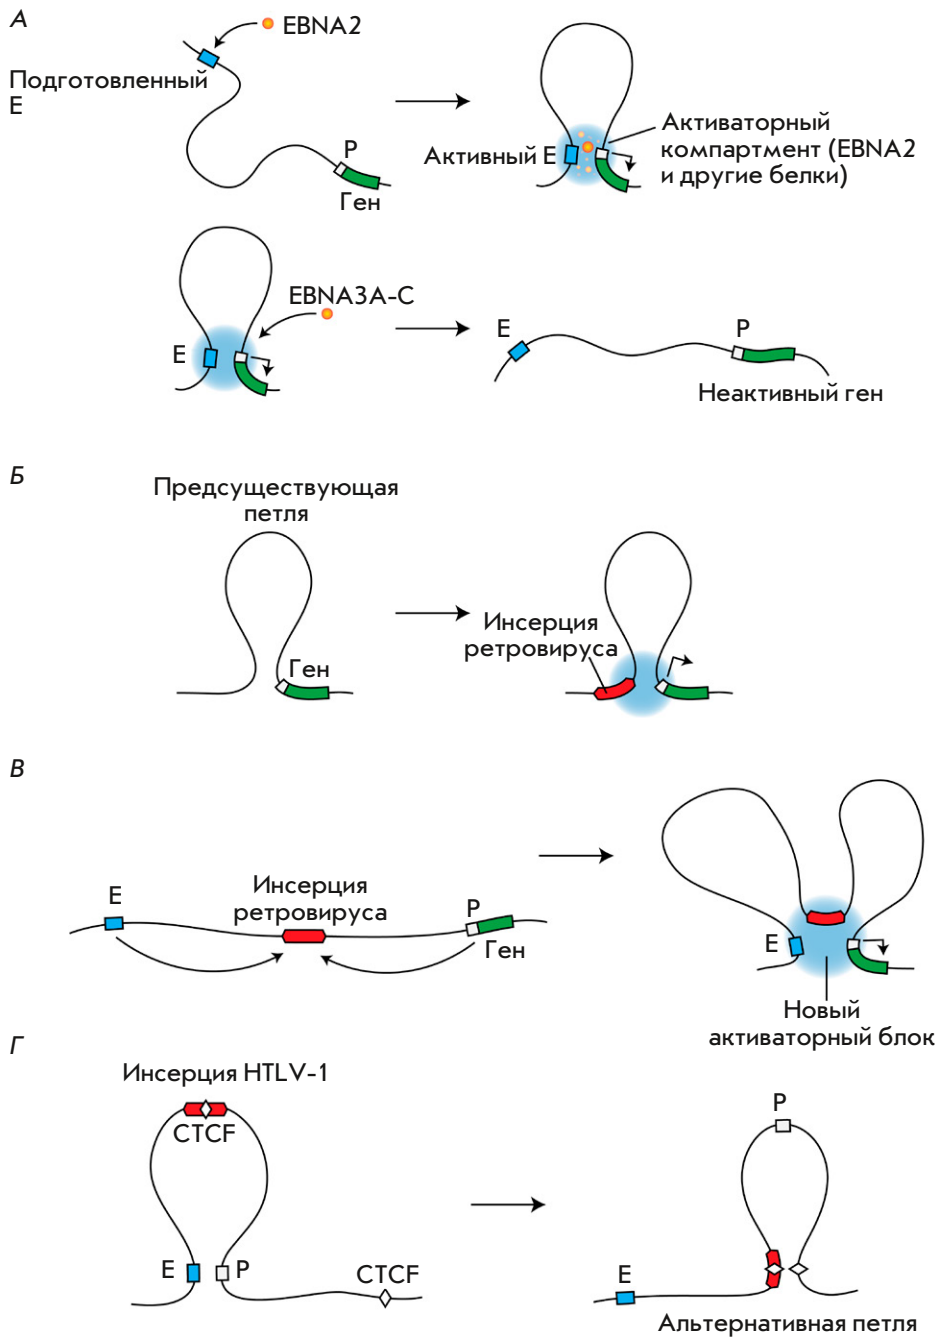 А
EBNA2
Подготовленный
Е
Р
Ген
Активный Е
Активаторный
компартмент (EBNA2
и другие белки)
EBNA3A-C
Е
Е
Р
Неактивный ген
Б
Предсуществующая
петля
Ген
Инсерция
ретровируса
В
Е
Инсерция
ретровируса
Р
Ген
Е
Новый
активаторный блок
Г
Инсерция HTLV-1
CTCF
Е
Р
CTCF
Р
Е
Альтернативная петля